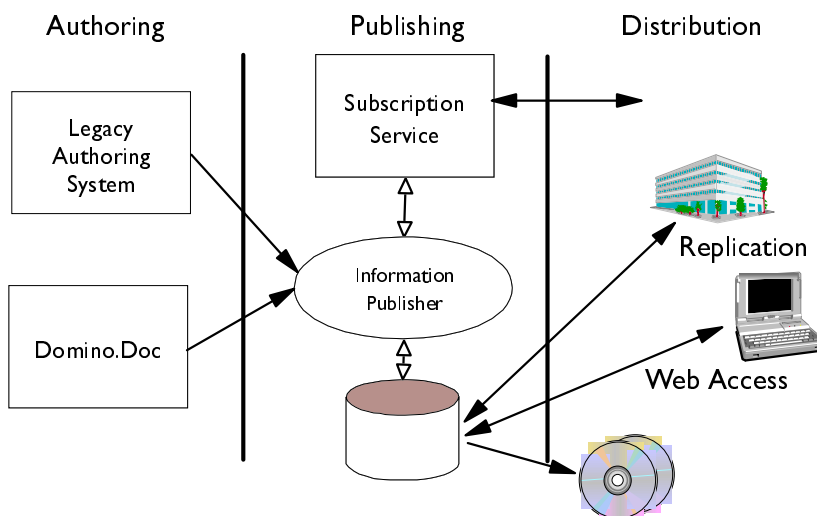 Authoring
Publishing
Distribution
Legacy
Authoring
System
Subscription
Service
Information
Publisher
Domino.Doc
Replication
Web Access